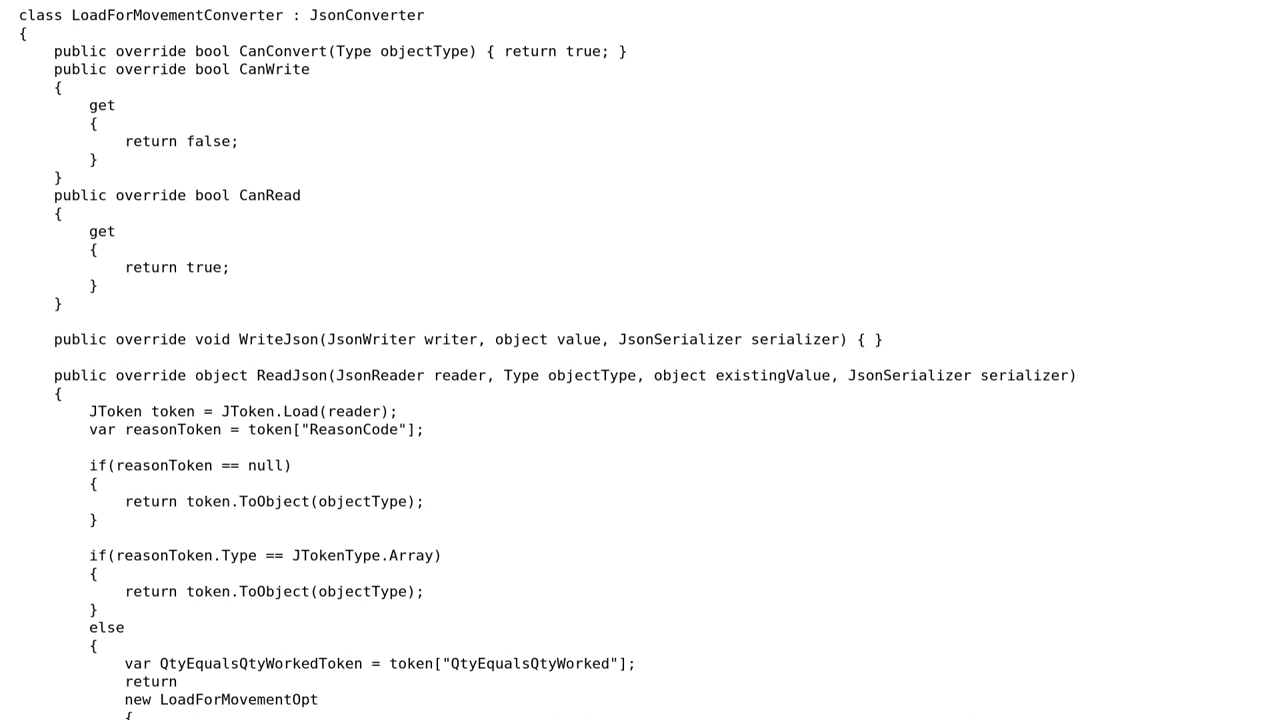 class LoadForMovementConverter : JsonConverter
{
    public override bool CanConvert(Type objectType) { return true; }
    public override bool CanWrite
    {
        get
        {
            return false;
        }
    }
    public override bool CanRead
    {
        get
        {
            return true;
        }
    }

    public override void WriteJson(JsonWriter writer, object value, JsonSerializer serializer) { }

    public override object ReadJson(JsonReader reader, Type objectType, object existingValue, JsonSerializer serializer)
    {
        JToken token = JToken.Load(reader);
        var reasonToken = token["ReasonCode"];

        if(reasonToken == null)
        {
            return token.ToObject(objectType);
        }

        if(reasonToken.Type == JTokenType.Array)
        {
            return token.ToObject(objectType);
        }
        else
        {
            var QtyEqualsQtyWorkedToken = token["QtyEqualsQtyWorked"];
            return
            new LoadForMovementOpt
            {